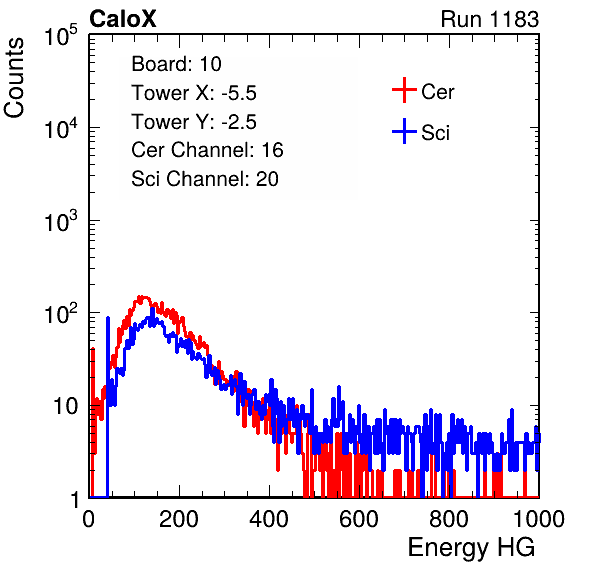 CaloX Run 1183
10^5
Counts
Board: 10
Tower X: -5.5
Tower Y: -2.5
Cer Channel: 16
Sci Channel: 20
Cer
Sci
10^4
10^3
10^2
10
1
0 200 400 600 800 1000
Energy HG